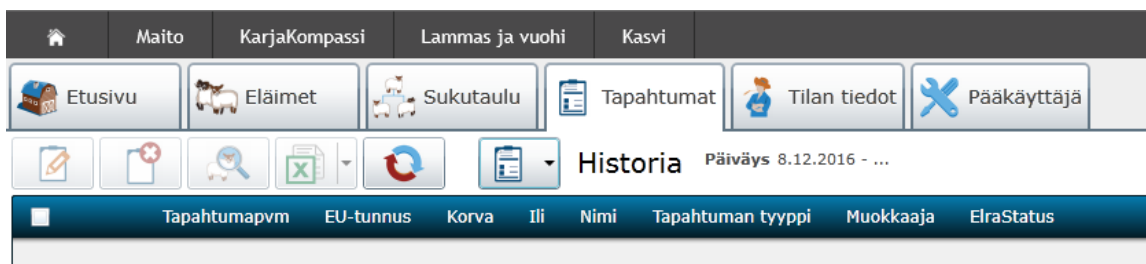 Maito KarjaKompassi Lammas ja vuohi Kasvi
Etusivu Eläimet Sukutaulu Tapahtumat Tilan tiedot Pääkäyttäjä
Historia Päiväys 8.12.2016 - ...
Tapahtumapvm EU-tunnus Korva Ili Nimi Tapahtuman tyyppi Muokkaaja ElraStatus